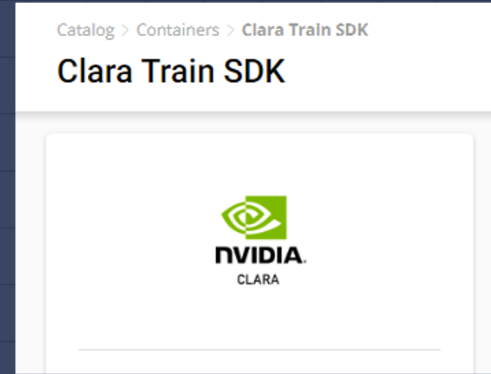 Catalog > Containers > Clara Train SDK
Clara Train SDK
NVIDIA.
CLARA